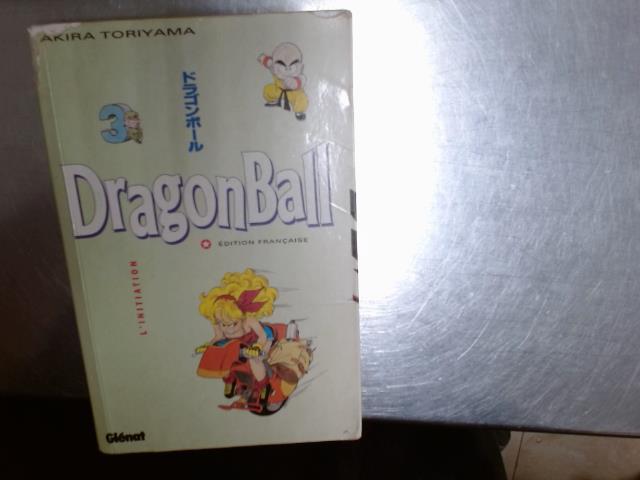 AKIRA TORIYAMA
3
ドラゴンボール
DragonBall
ÉDITION FRANÇAISE
L'INITIATION
Glénat